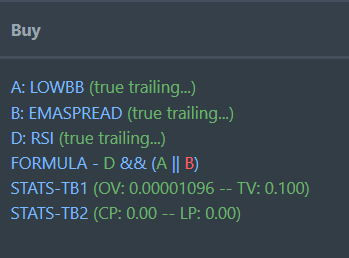 Buy
A: LOWBB (true trailing...)
B: EMASPREAD (true trailing...)
D: RSI (true trailing...)
FORMULA - D && (A || B)
STATS-TB1 (OV: 0.00001096 -- TV: 0.100)
STATS-TB2 (CP: 0.00 -- LP: 0.00)